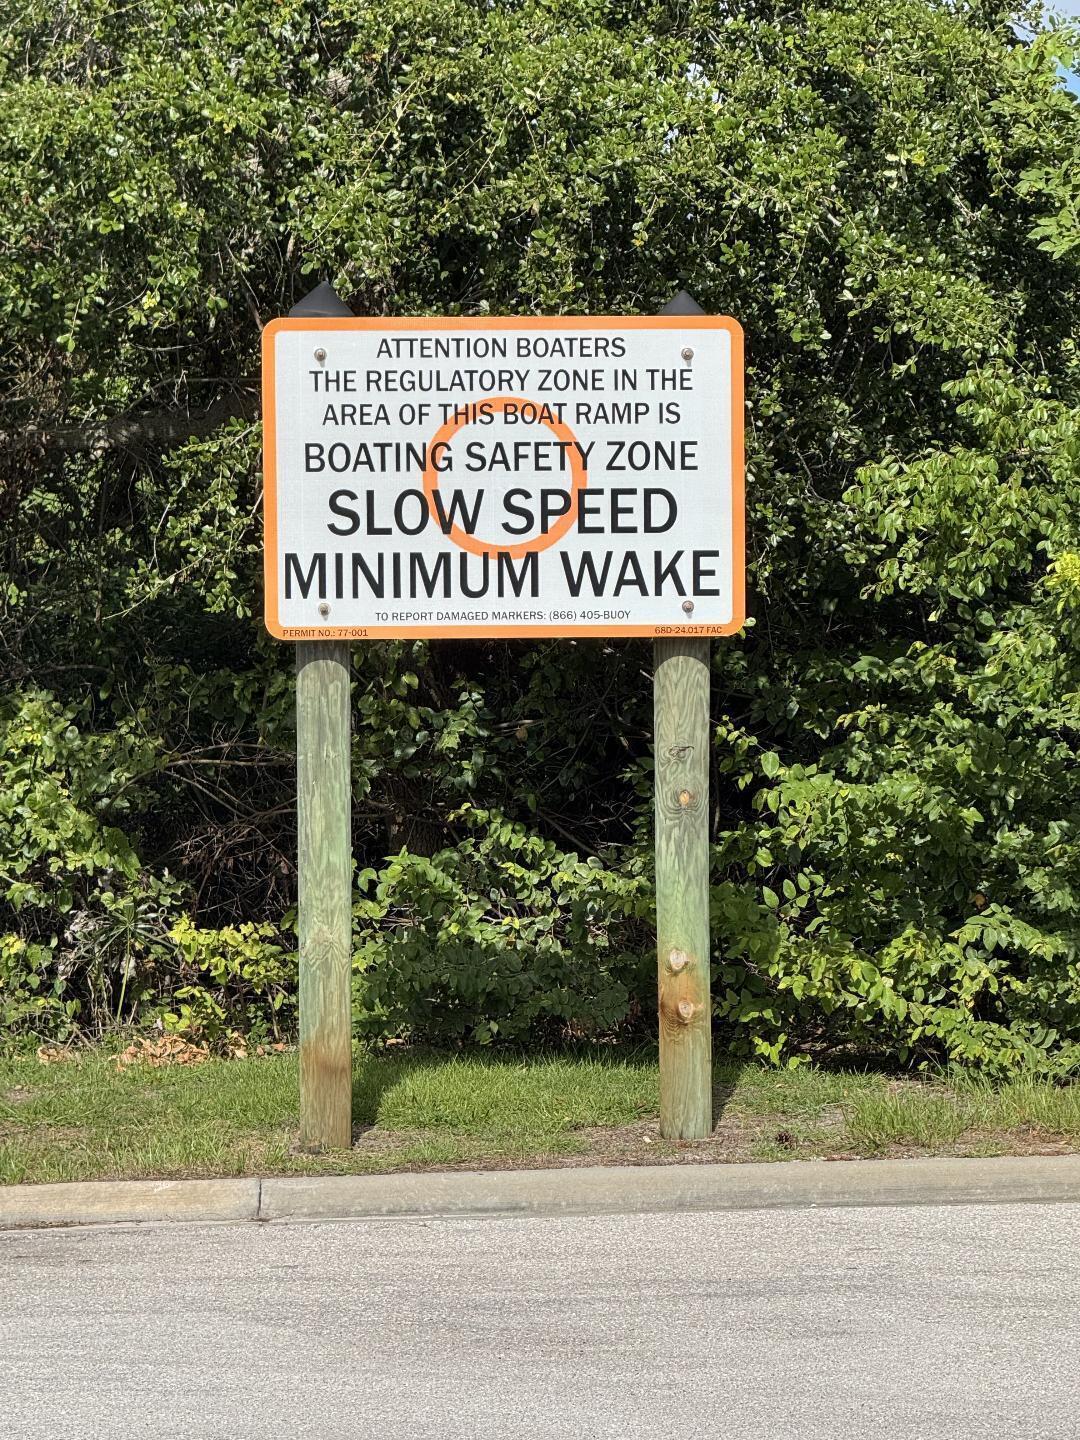 ATTENTION BOATERS
THE REGULATORY ZONE IN THE
AREA OF THIS BOAT RAMP IS
BOATING SAFETY ZONE
SLOW SPEED
MINIMUM WAKE
TO REPORT DAMAGED MARKERS: (866) 405-BUOY
PERMIT NO.: 77-001
68D-24.017 FAC